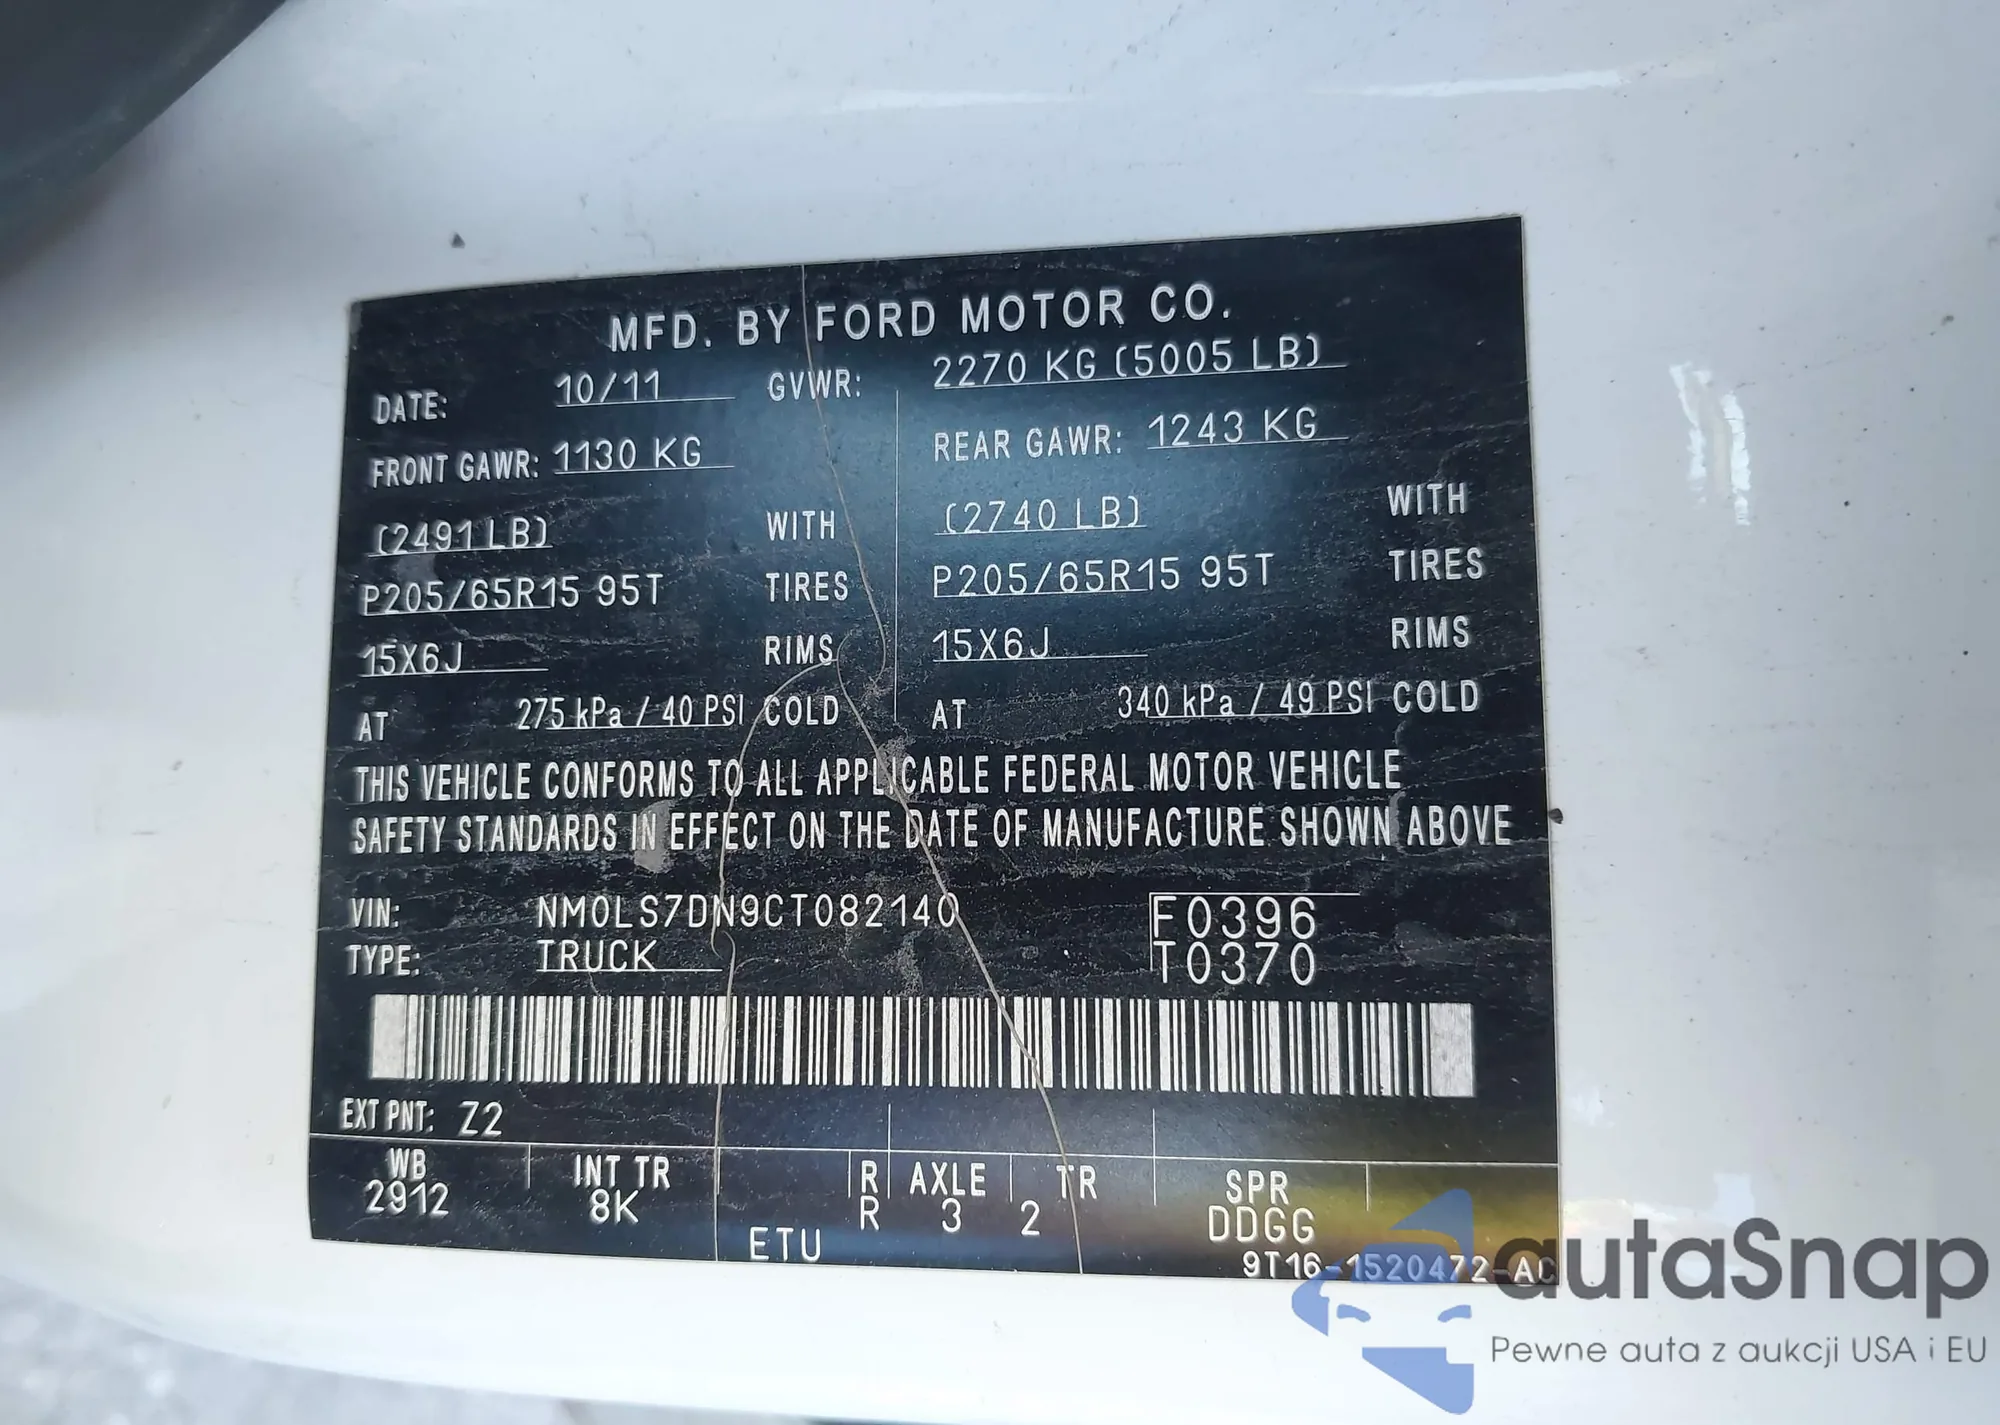 MFD. BY FORD MOTOR CO.
DATE: 10/11 GVWR: 2270 KG (5005 LB)
FRONT GAWR: 1130 KG REAR GAWR: 1243 KG
(2491 LB) WITH (2740 LB) WITH
P205/65R15 95T TIRES P205/65R15 95T TIRES
15X6J RIMS 15X6J RIMS
AT 275 kPa / 40 PSI COLD AT 340 kPa / 49 PSI COLD
THIS VEHICLE CONFORMS TO ALL APPLICABLE FEDERAL MOTOR VEHICLE
SAFETY STANDARDS IN EFFECT ON THE DATE OF MANUFACTURE SHOWN ABOVE
VIN: NM0LS7DN9CT082140 F0396
TYPE: TRUCK T0370
EXT PNT: Z2
WB INT TR R AXLE TR SPR
2912 8K R 3 2 DDGG
ETU
9T16-1520472-AC
autaSnap
Pewne auta z aukcji USA i EU